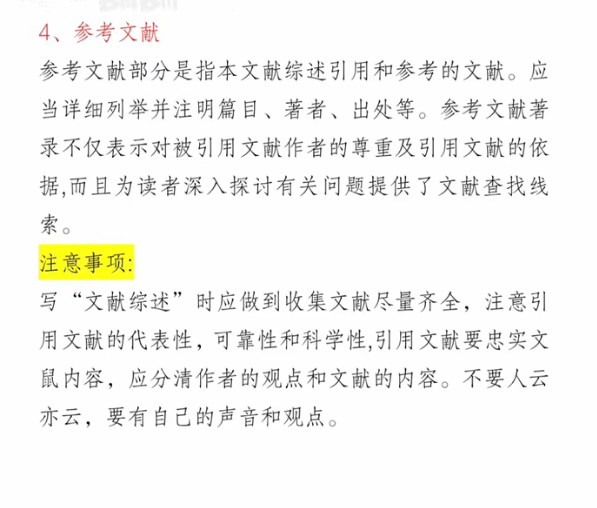 4、参考文献
参考文献部分是指本文献综述引用和参考的文献。应
当详细列举并注明篇目、著者、出处等。参考文献著
录不仅表示对被引用文献作者的尊重及引用文献的依
据,而且为读者深入探讨有关问题提供了文献查找线
索。
注意事项:
写“文献综述”时应做到收集文献尽量齐全，注意引
用文献的代表性，可靠性和科学性,引用文献要忠实文
鼠内容，应分清作者的观点和文献的内容。不要人云
亦云，要有自己的声音和观点。